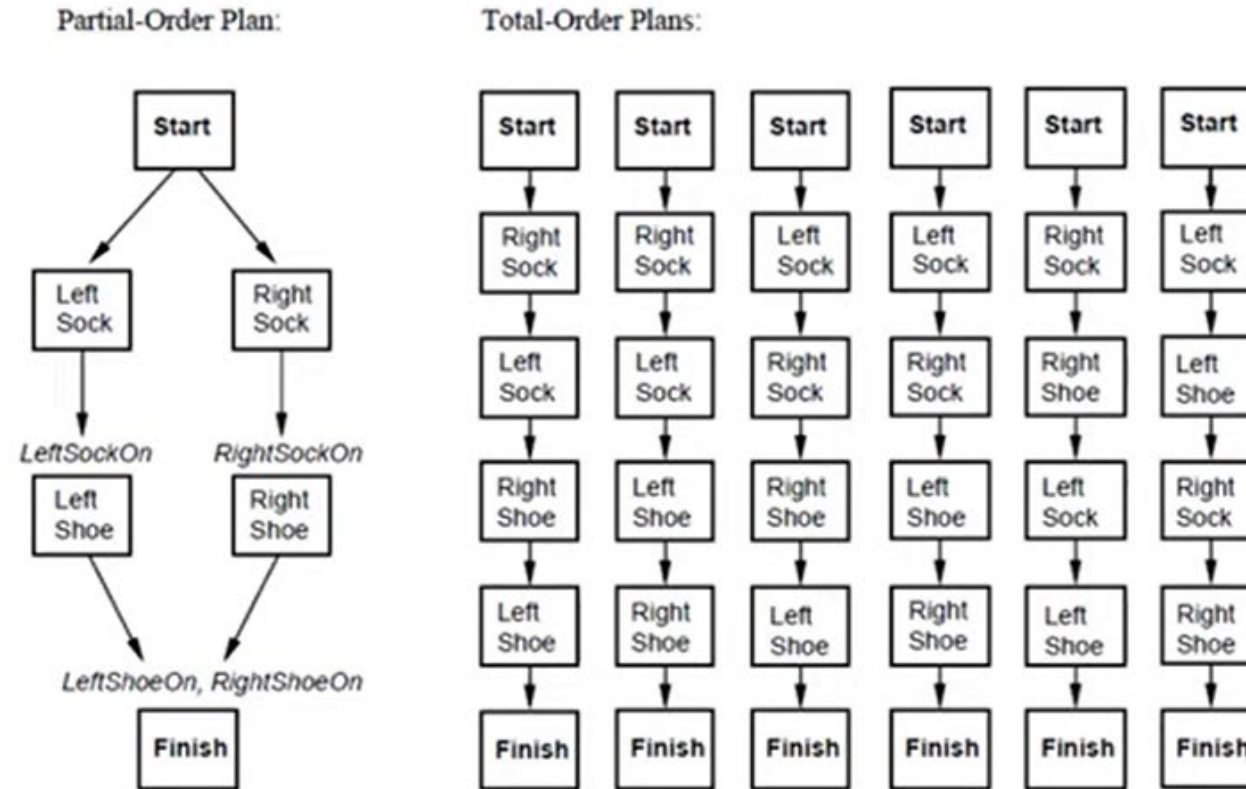 Partial-Order Plan:
Total-Order Plans:
Start
Left
Sock
Right
Sock
LeftSockOn
RightSockOn
Left
Shoe
Right
Shoe
LeftShoeOn, RightShoeOn
Finish
Start
Right
Sock
Left
Sock
Right
Shoe
Left
Shoe
Finish
Start
Right
Sock
Left
Sock
Left
Shoe
Right
Shoe
Finish
Start
Left
Sock
Right
Sock
Right
Shoe
Left
Shoe
Finish
Start
Left
Sock
Right
Sock
Left
Shoe
Right
Shoe
Finish
Start
Right
Sock
Right
Shoe
Left
Sock
Left
Shoe
Finish
Start
Left
Sock
Left
Shoe
Right
Sock
Right
Shoe
Finish